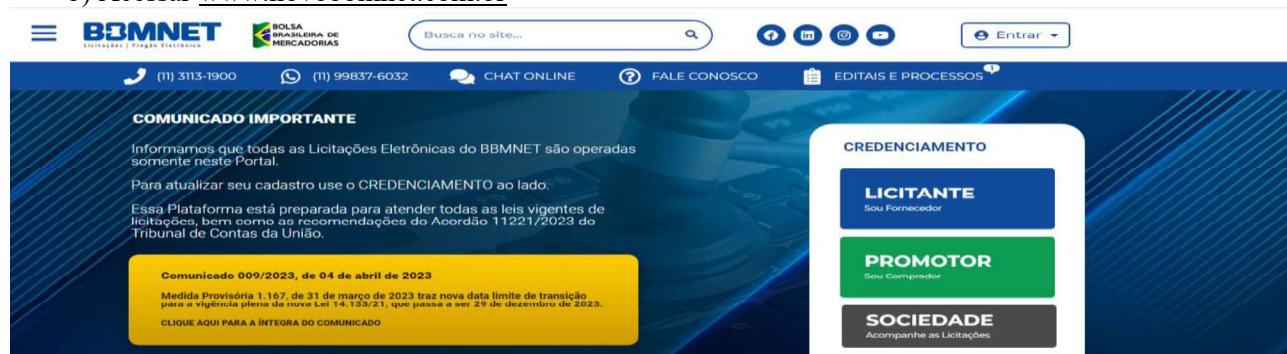 BBMNET
Licitações | Pregão Eletrônico
BOLSA
BRASILEIRA DE
MERCADORIAS
Busca no site...
Entrar
(11) 3113-1900
(11) 99837-6032
CHAT ONLINE
FALE CONOSCO
EDITAIS E PROCESSOS
COMUNICADO IMPORTANTE
Informamos que todas as Licitações Eletrônicas do BBMNET são operadas
somente neste Portal.
Para atualizar seu cadastro use o CREDENCIAMENTO ao lado.
Essa Plataforma está preparada para atender todas as leis vigentes de
licitações, bem como as recomendações do Acordão 11221/2023 do
Tribunal de Contas da União.
Comunicado 009/2023, de 04 de abril de 2023
Medida Provisória 1.167, de 31 de março de 2023 traz nova data limite de transição
para a vigência plena da nova Lei 14.133/21, que passa a ser 29 de dezembro de 2023.
CLIQUE AQUI PARA A ÍNTEGRA DO COMUNICADO
CREDENCIAMENTO
LICITANTE
Sou Fornecedor
PROMOTOR
Sou Comprador
SOCIEDADE
Acompanhe as Licitações